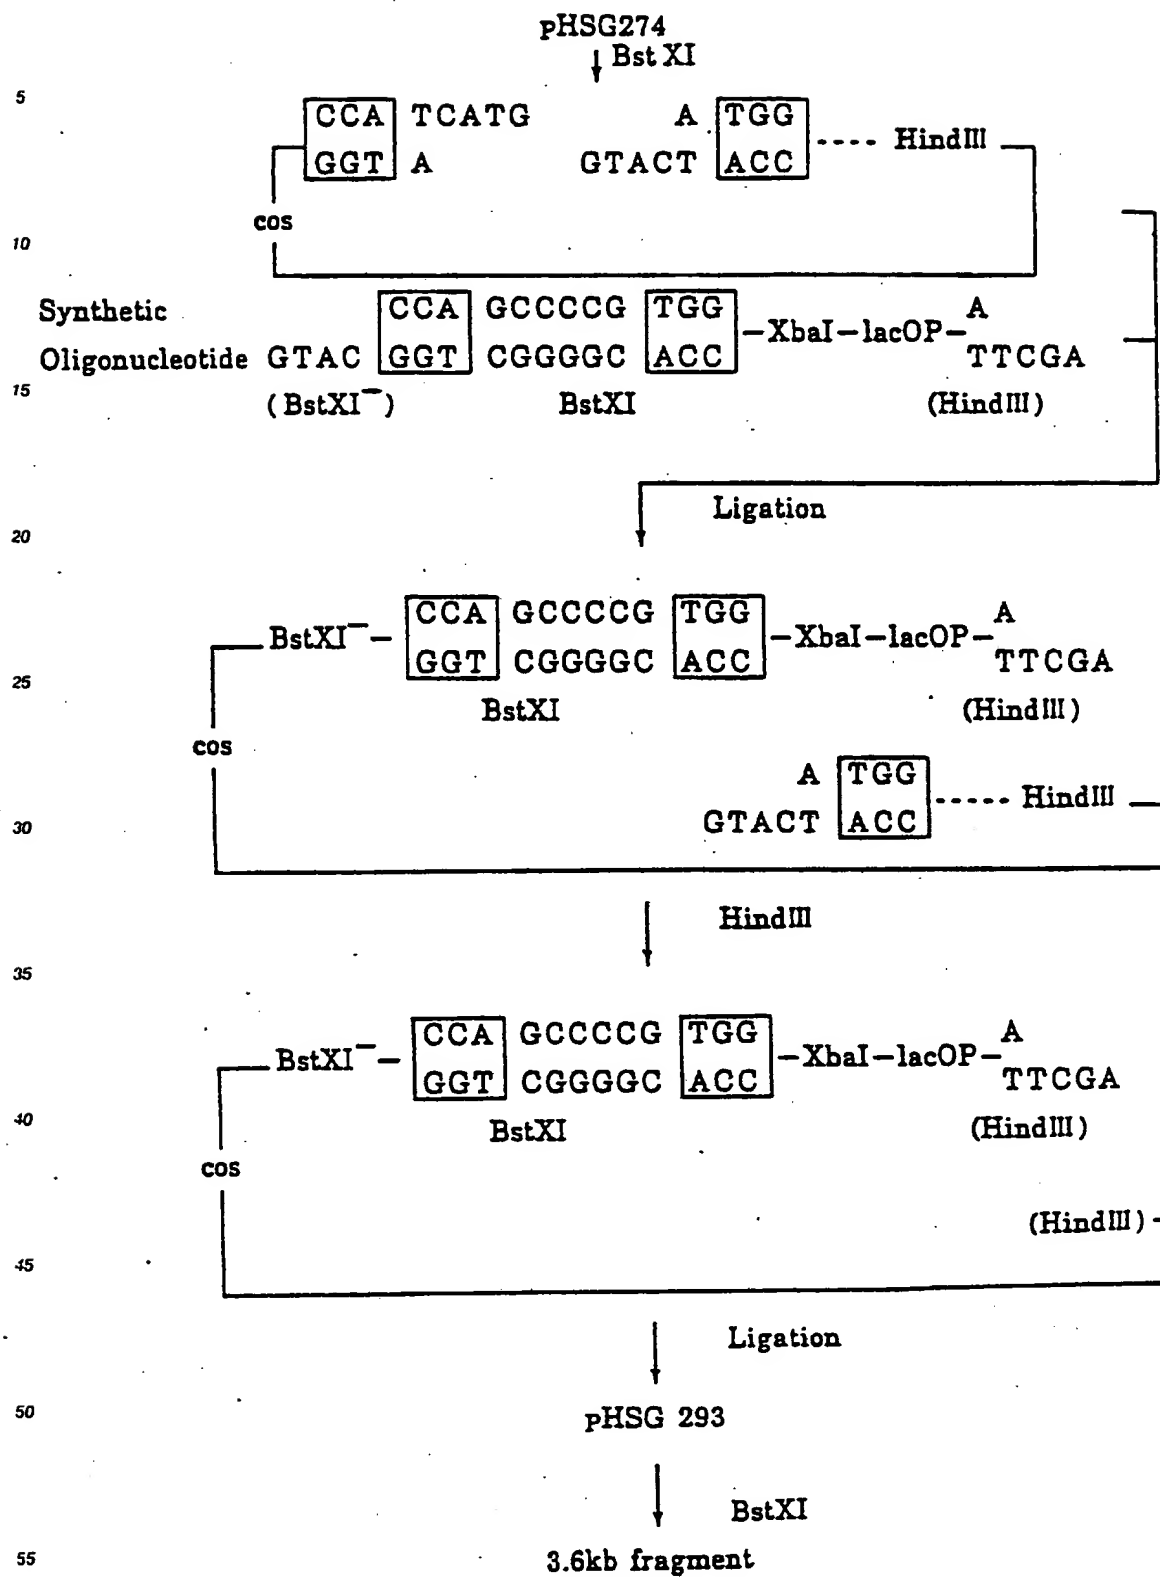 pHSG274
Bst XI
5
CCA TCATG A TGG
GGT A GTACT ACC ---- HindIII
cos
10
Synthetic CCA GCCCCG TGG A
Oligonucleotide GTAC GGT CGGGGC ACC –XbaI–lacOP– TTCGA
15
(BstXI⁻) BstXI (HindIII)
Ligation
20
CCA GCCCCG TGG A
BstXI⁻– GGT CGGGGC ACC –XbaI–lacOP– TTCGA
25
BstXI (HindIII)
cos
A TGG
GTACT ACC ----- HindIII
30
HindIII
35
CCA GCCCCG TGG A
BstXI⁻– GGT CGGGGC ACC –XbaI–lacOP– TTCGA
40
BstXI (HindIII)
cos
(HindIII)
45
Ligation
50
pHSG 293
BstXI
55
3.6kb fragment